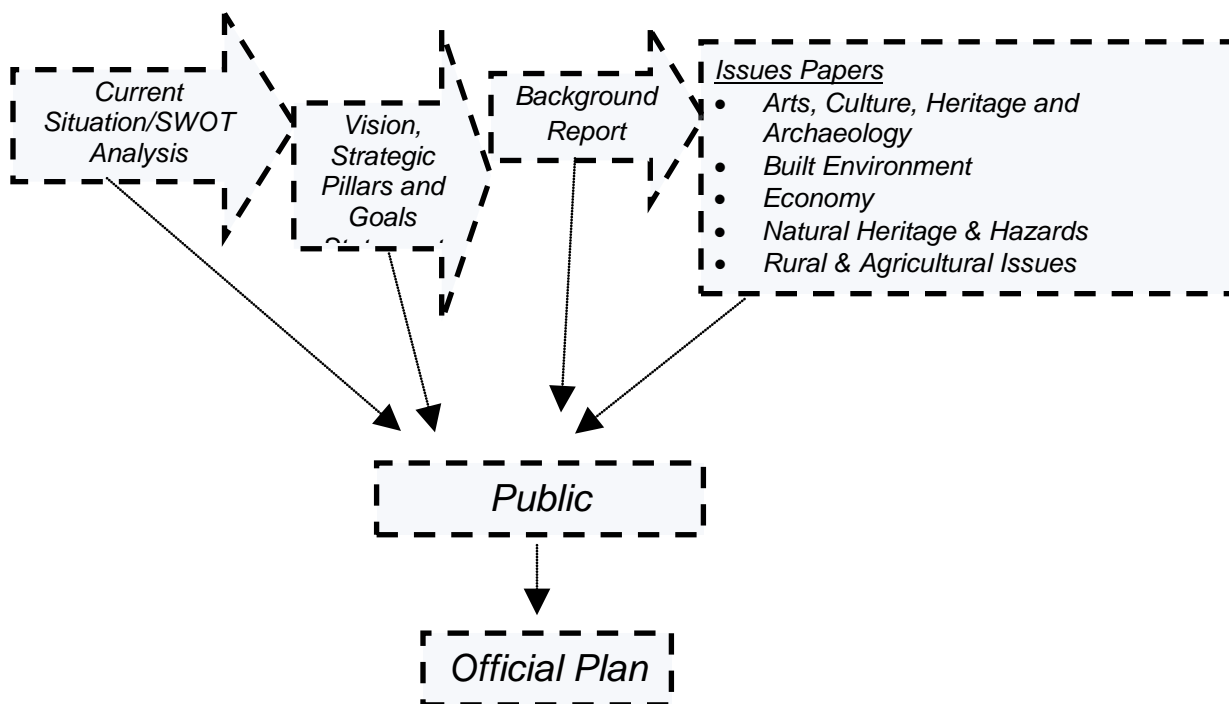 Current
Situation/SWOT
Analysis
Vision,
Strategic
Pillars and
Goals
Background
Report
Issues Papers
• Arts, Culture, Heritage and
Archaeology
• Built Environment
• Economy
• Natural Heritage & Hazards
• Rural & Agricultural Issues
Public
Official Plan